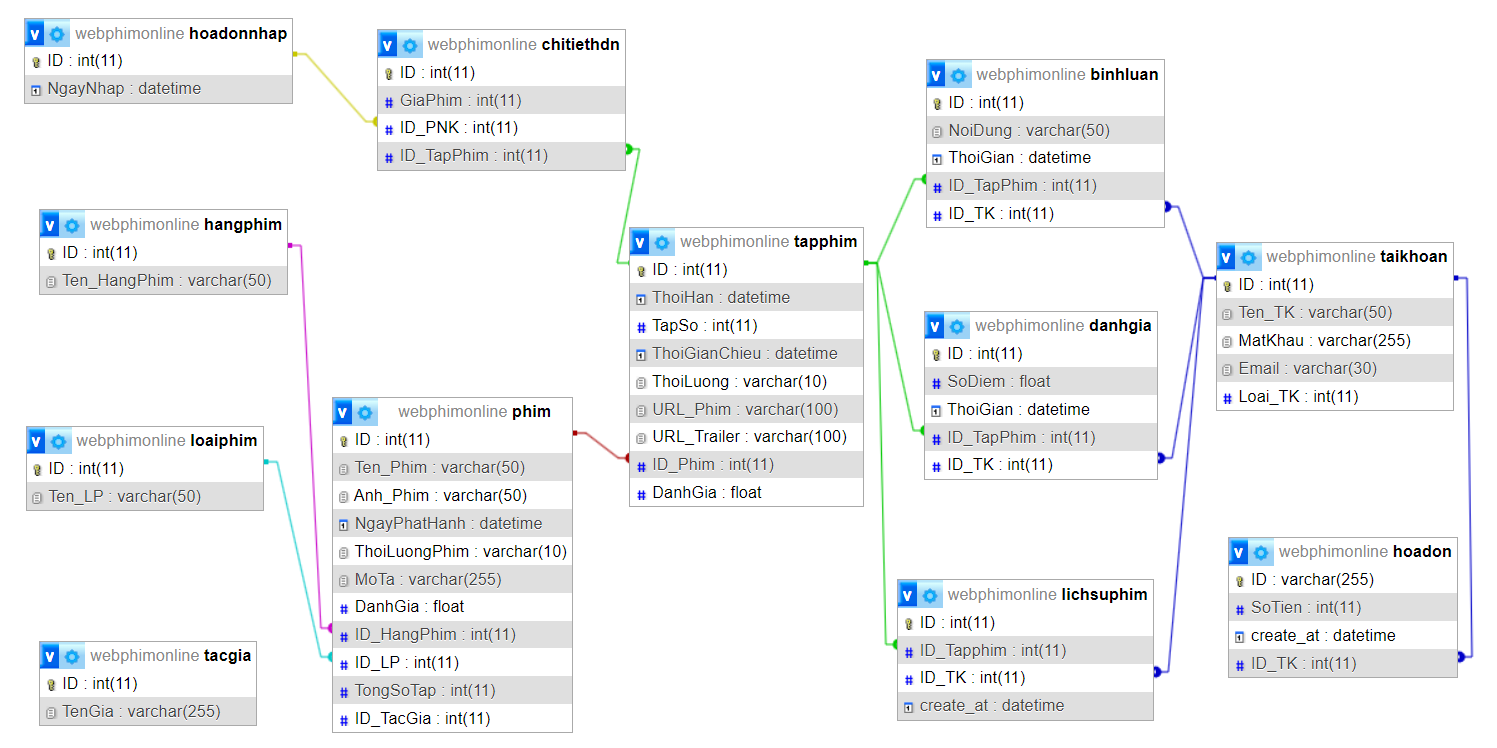 webphimonline hoadonnhap
ID : int(11)
NgayNhap : datetime
webphimonline chitiethdn
ID : int(11)
GiaPhim : int(11)
ID_PNK : int(11)
ID_TapPhim : int(11)
webphimonline binhluan
ID : int(11)
NoiDung : varchar(50)
ThoiGian : datetime
ID_TapPhim : int(11)
ID_TK : int(11)
webphimonline hangphim
ID : int(11)
Ten_HangPhim : varchar(50)
webphimonline tapphim
ID : int(11)
ThoiHan : datetime
TapSo : int(11)
ThoiGianChieu : datetime
ThoiLuong : varchar(10)
URL_Phim : varchar(100)
URL_Trailer : varchar(100)
ID_Phim : int(11)
DanhGia : float
webphimonline taikhoan
ID : int(11)
Ten_TK : varchar(50)
MatKhau : varchar(255)
Email : varchar(30)
Loai_TK : int(11)
webphimonline danhgia
ID : int(11)
SoDiem : float
ThoiGian : datetime
ID_TapPhim : int(11)
ID_TK : int(11)
webphimonline loaiphim
ID : int(11)
Ten_LP : varchar(50)
webphimonline phim
ID : int(11)
Ten_Phim : varchar(50)
Anh_Phim : varchar(50)
NgayPhatHanh : datetime
ThoiLuongPhim : varchar(10)
MoTa : varchar(255)
DanhGia : float
ID_HangPhim : int(11)
ID_LP : int(11)
TongSoTap : int(11)
ID_TacGia : int(11)
webphimonline hoadon
ID : varchar(255)
SoTien : int(11)
create_at : datetime
ID_TK : int(11)
webphimonline lichsuphim
ID : int(11)
ID_Tapphim : int(11)
ID_TK : int(11)
create_at : datetime
webphimonline tacgia
ID : int(11)
TenGia : varchar(255)